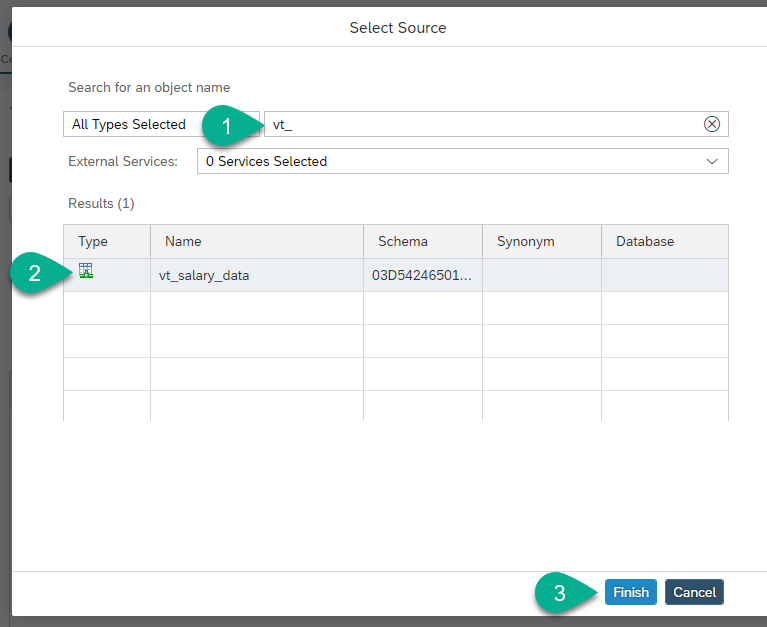 Select Source
Co
Search for an object name
All Types Selected 1 vt_
External Services: 0 Services Selected
Results (1)
Type Name Schema Synonym Database
2 vt_salary_data 03D54246501...
3 Finish Cancel